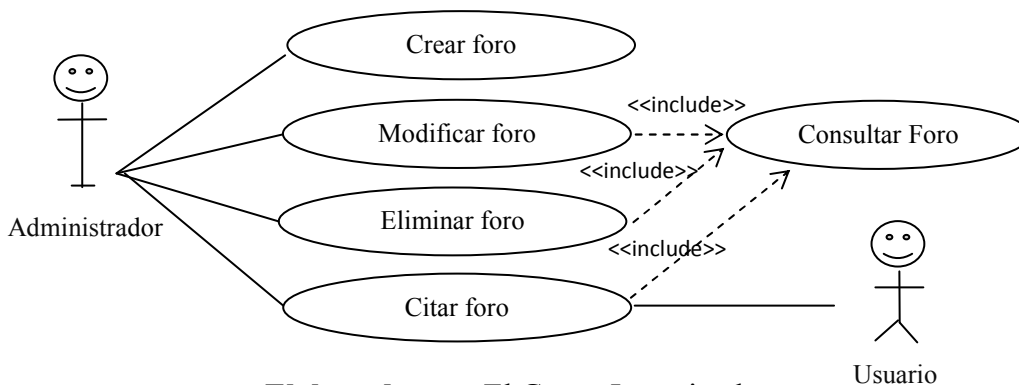 Crear foro
<<include>>
Modificar foro
Consultar Foro
<<include>>
Administrador
Eliminar foro
<<include>>
Citar foro
Usuario